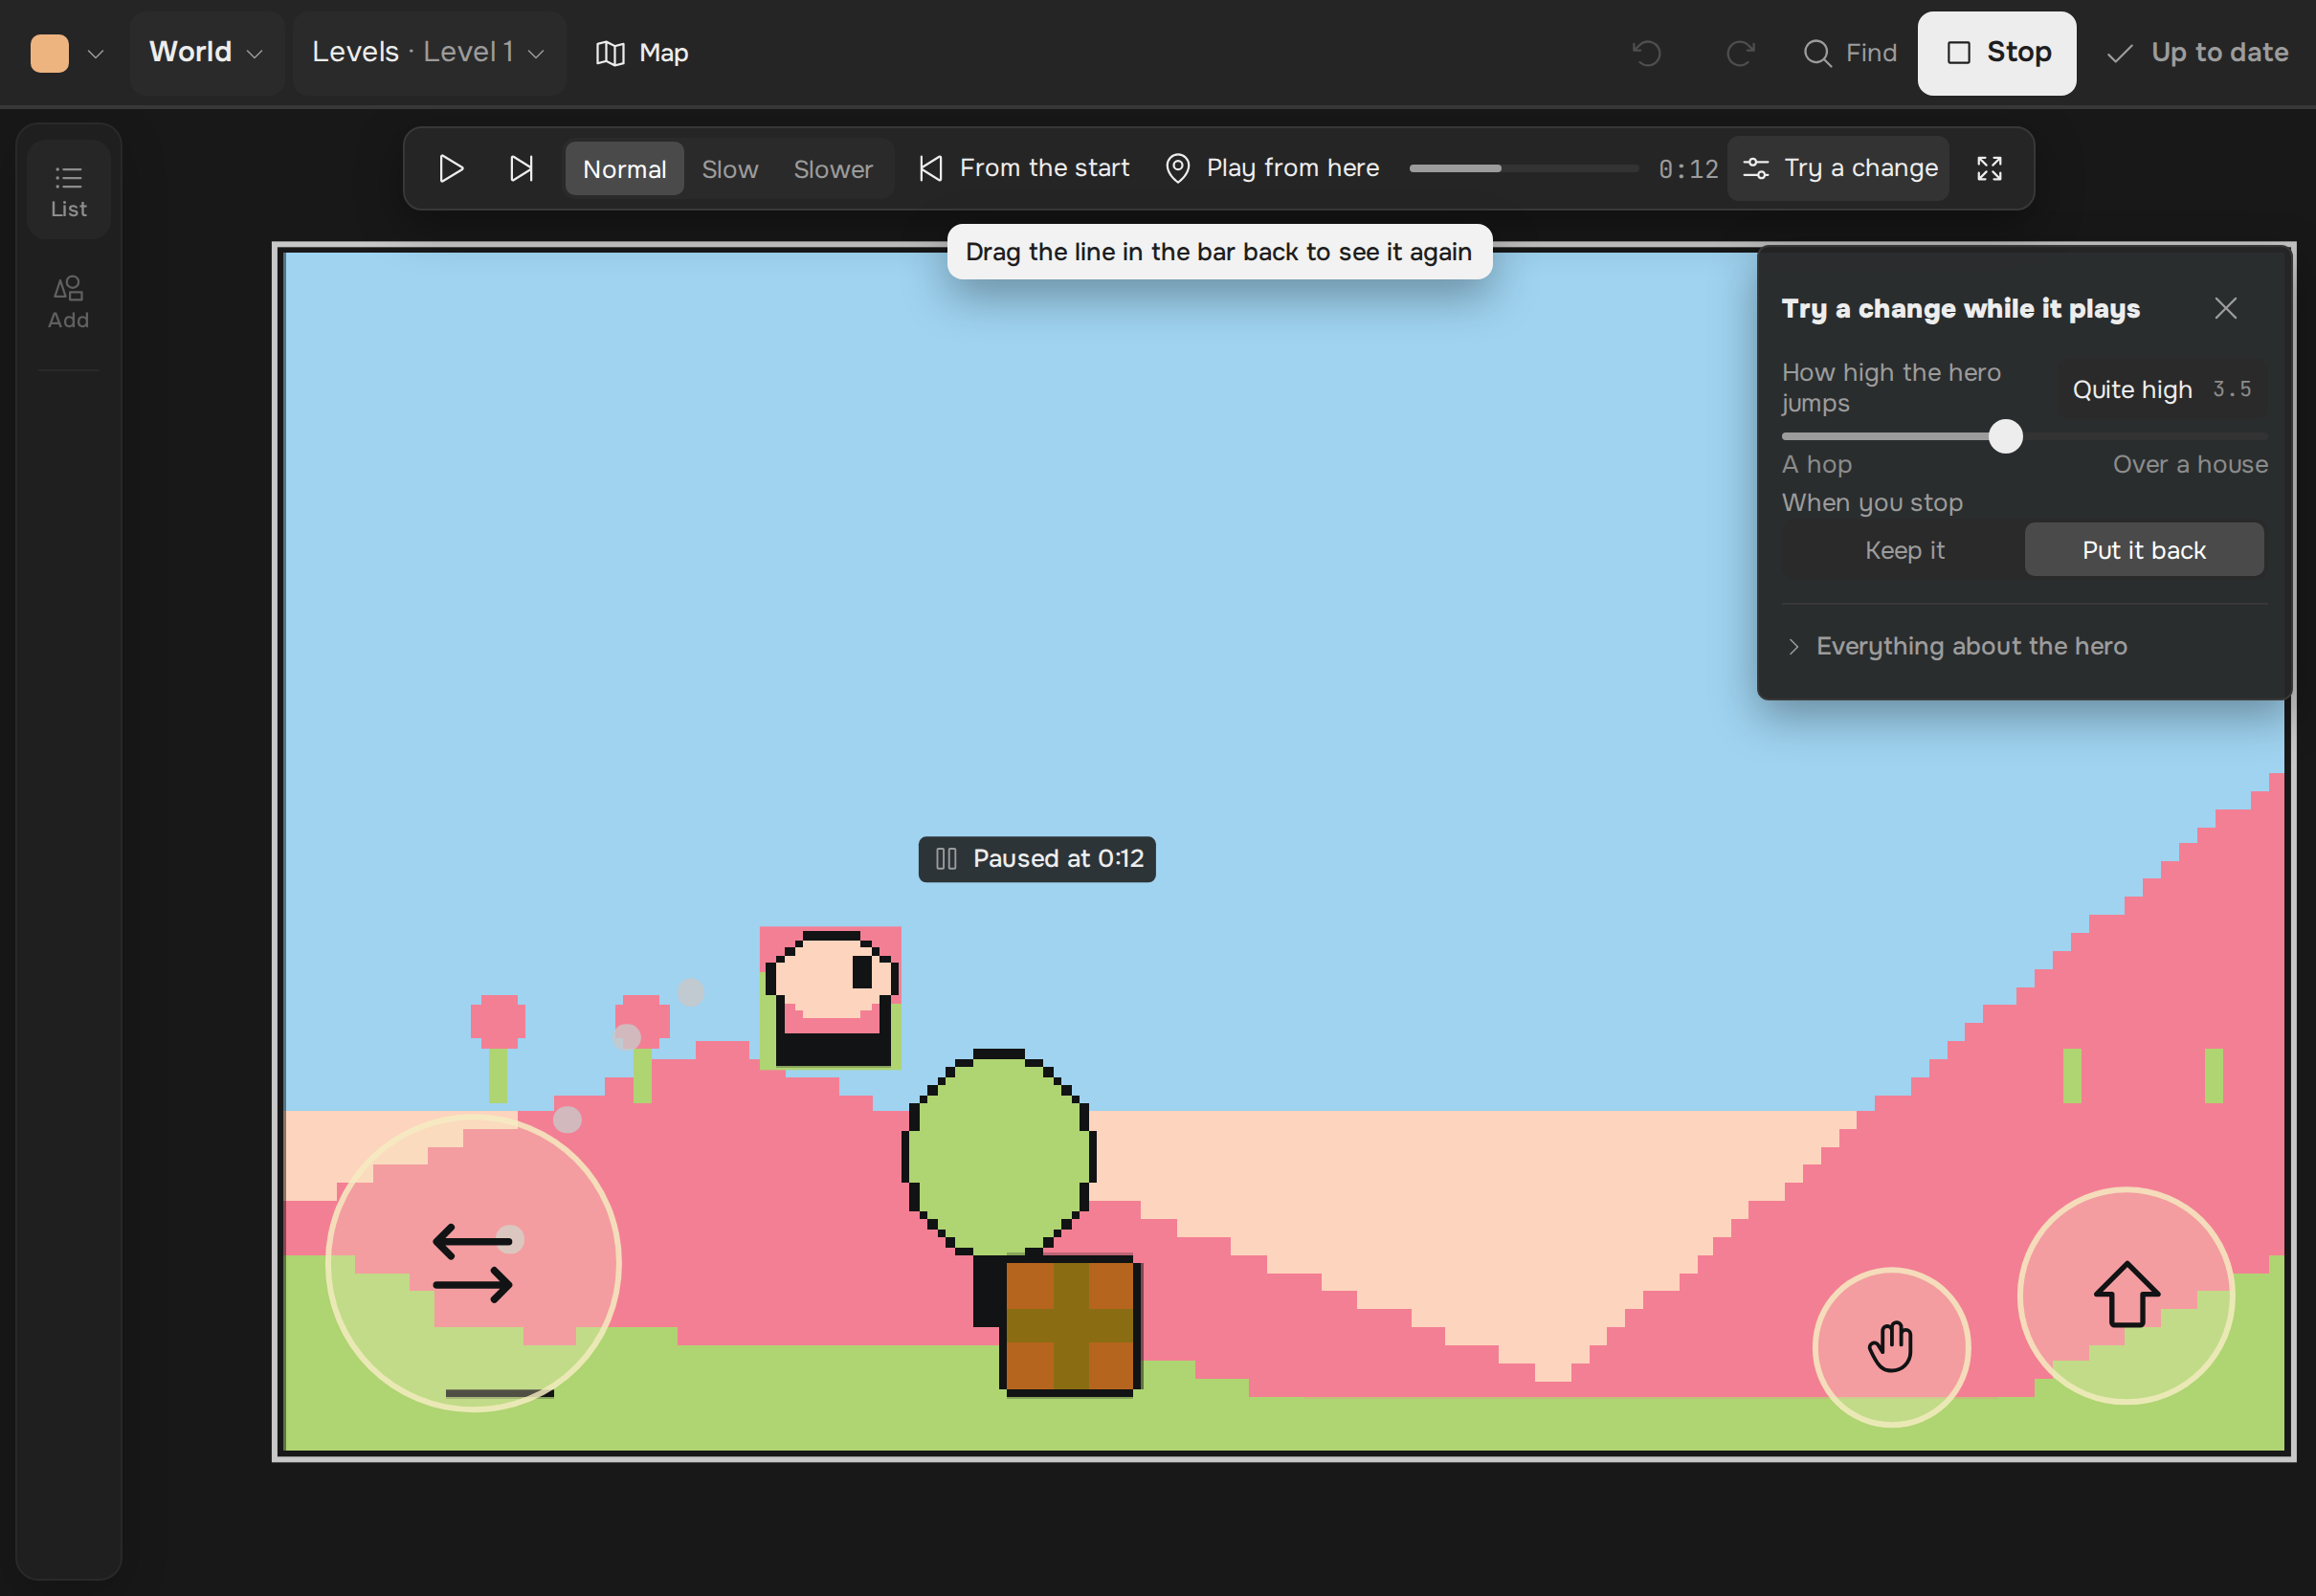 World
Levels · Level 1
Map
Find
Stop
Up to date
List
Add
Normal
Slow
Slower
From the start
Play from here
0:12
Try a change
Drag the line in the bar back to see it again
Try a change while it plays
How high the hero
jumps
Quite high 3.5
A hop
Over a house
When you stop
Keep it
Put it back
Everything about the hero
Paused at 0:12